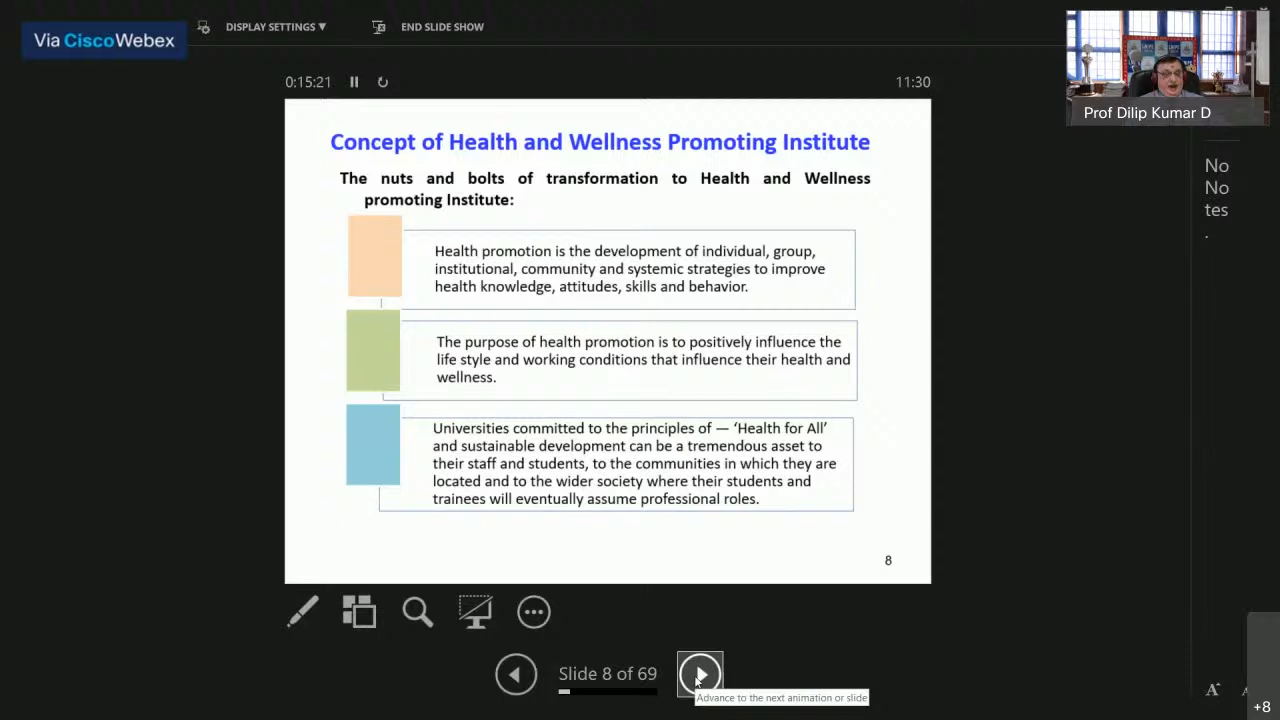 Via CiscoWebex
DISPLAY SETTINGS ▼
END SLIDE SHOW
0:15:21
11:30
Prof Dilip Kumar D
Concept of Health and Wellness Promoting Institute
The nuts and bolts of transformation to Health and Wellness
promoting Institute:
Health promotion is the development of individual, group,
institutional, community and systemic strategies to improve
health knowledge, attitudes, skills and behavior.
The purpose of health promotion is to positively influence the
life style and working conditions that influence their health and
wellness.
Universities committed to the principles of — ‘Health for All’
and sustainable development can be a tremendous asset to
their staff and students, to the communities in which they are
located and to the wider society where their students and
trainees will eventually assume professional roles.
8
No
No
tes
.
Slide 8 of 69
Advance to the next animation or slide
A
+8